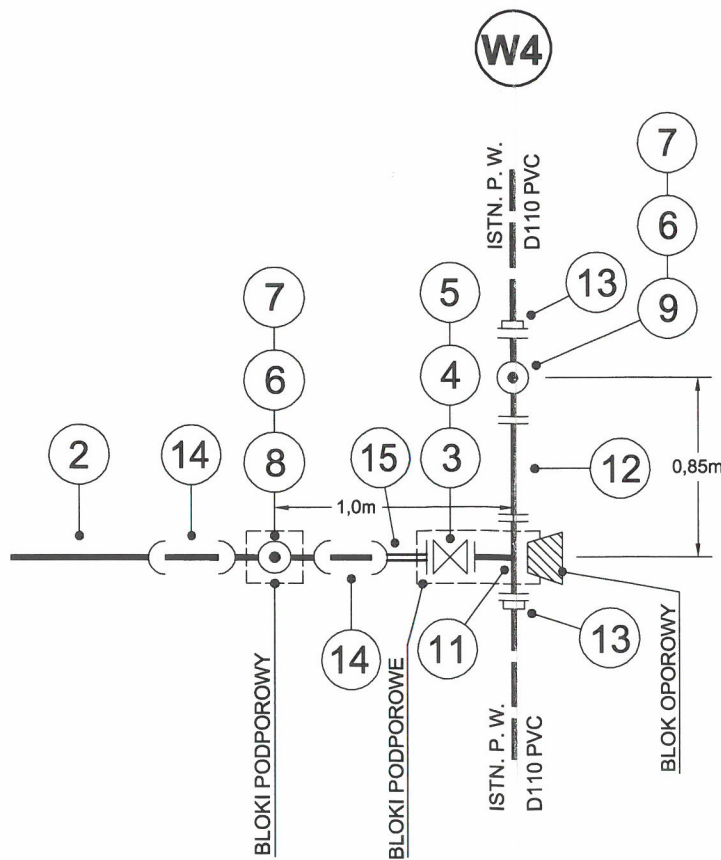 W4
ISTN. P. W.
D110 PVC
7
6
9
13
5
4
3
7
6
8
2
14
15
12
1,0m
0,85m
14
11
13
BLOKI PODPOROWY
BLOKI PODPOROWE
ISTN. P. W.
D110 PVC
BLOK OPOROWY